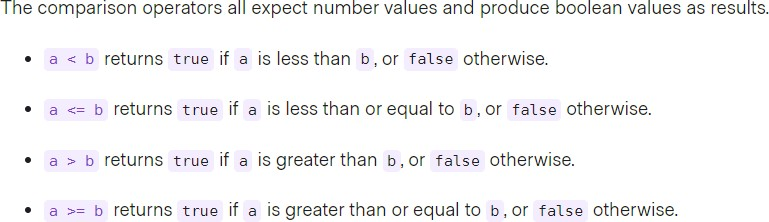 The comparison operators all expect number values and produce boolean values as results.
• a < b returns true if a is less than b, or false otherwise.
• a <= b returns true if a is less than or equal to b, or false otherwise.
• a > b returns true if a is greater than b, or false otherwise.
• a >= b returns true if a is greater than or equal to b, or false otherwise.